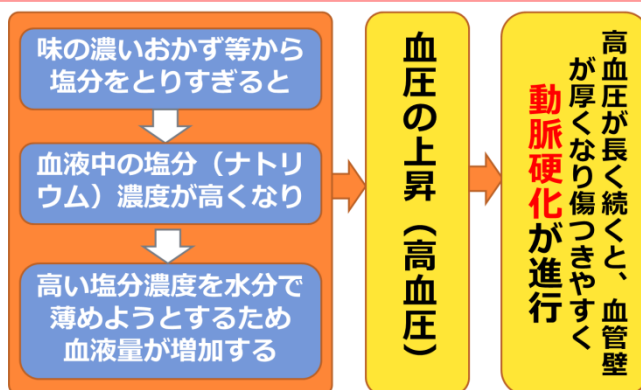 味の濃いおかず等から
塩分をとりすぎると
血液中の塩分（ナトリ
ウム）濃度が高くなり
高い塩分濃度を水分で
薄めようとするため
血液量が増加する
血圧の上昇（高血圧）
高血圧が長く続くと、血管壁
が厚くなり傷つきやすく
動脈硬化が進行